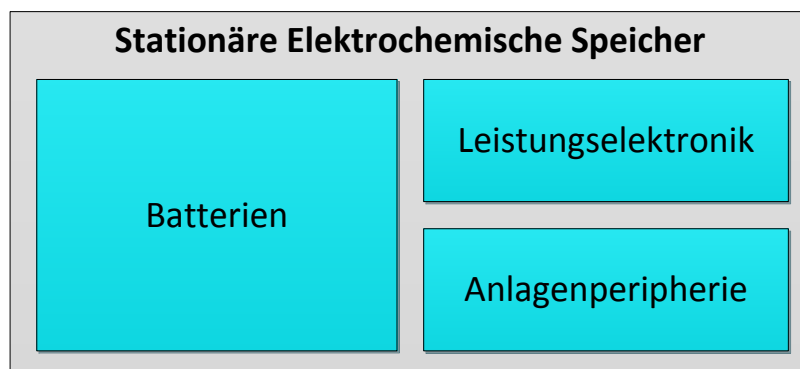 Stationäre Elektrochemische Speicher
Batterien
Leistungselektronik
Anlagenperipherie